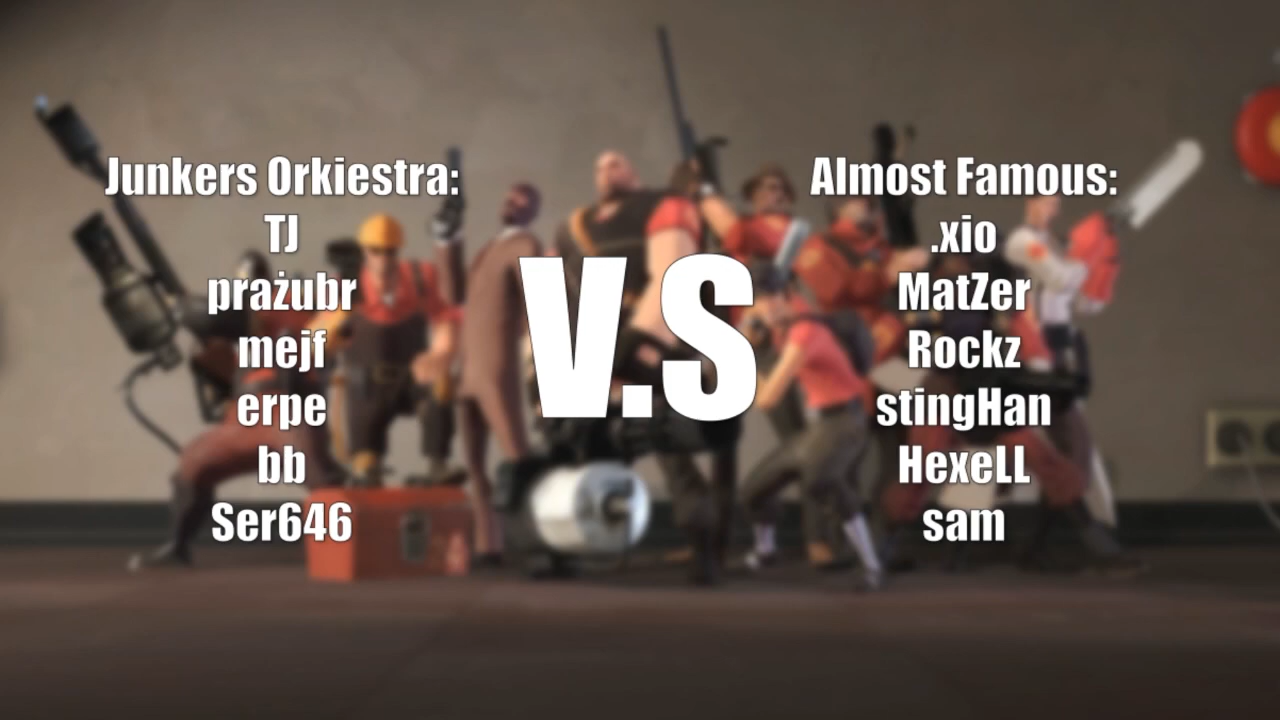 Junkers Orkiestra:
TJ
prażubr
mejf
erpe
bb
Ser646
V.S
Almost Famous:
.xio
MatZer
Rockz
stingHan
HexeLL
sam